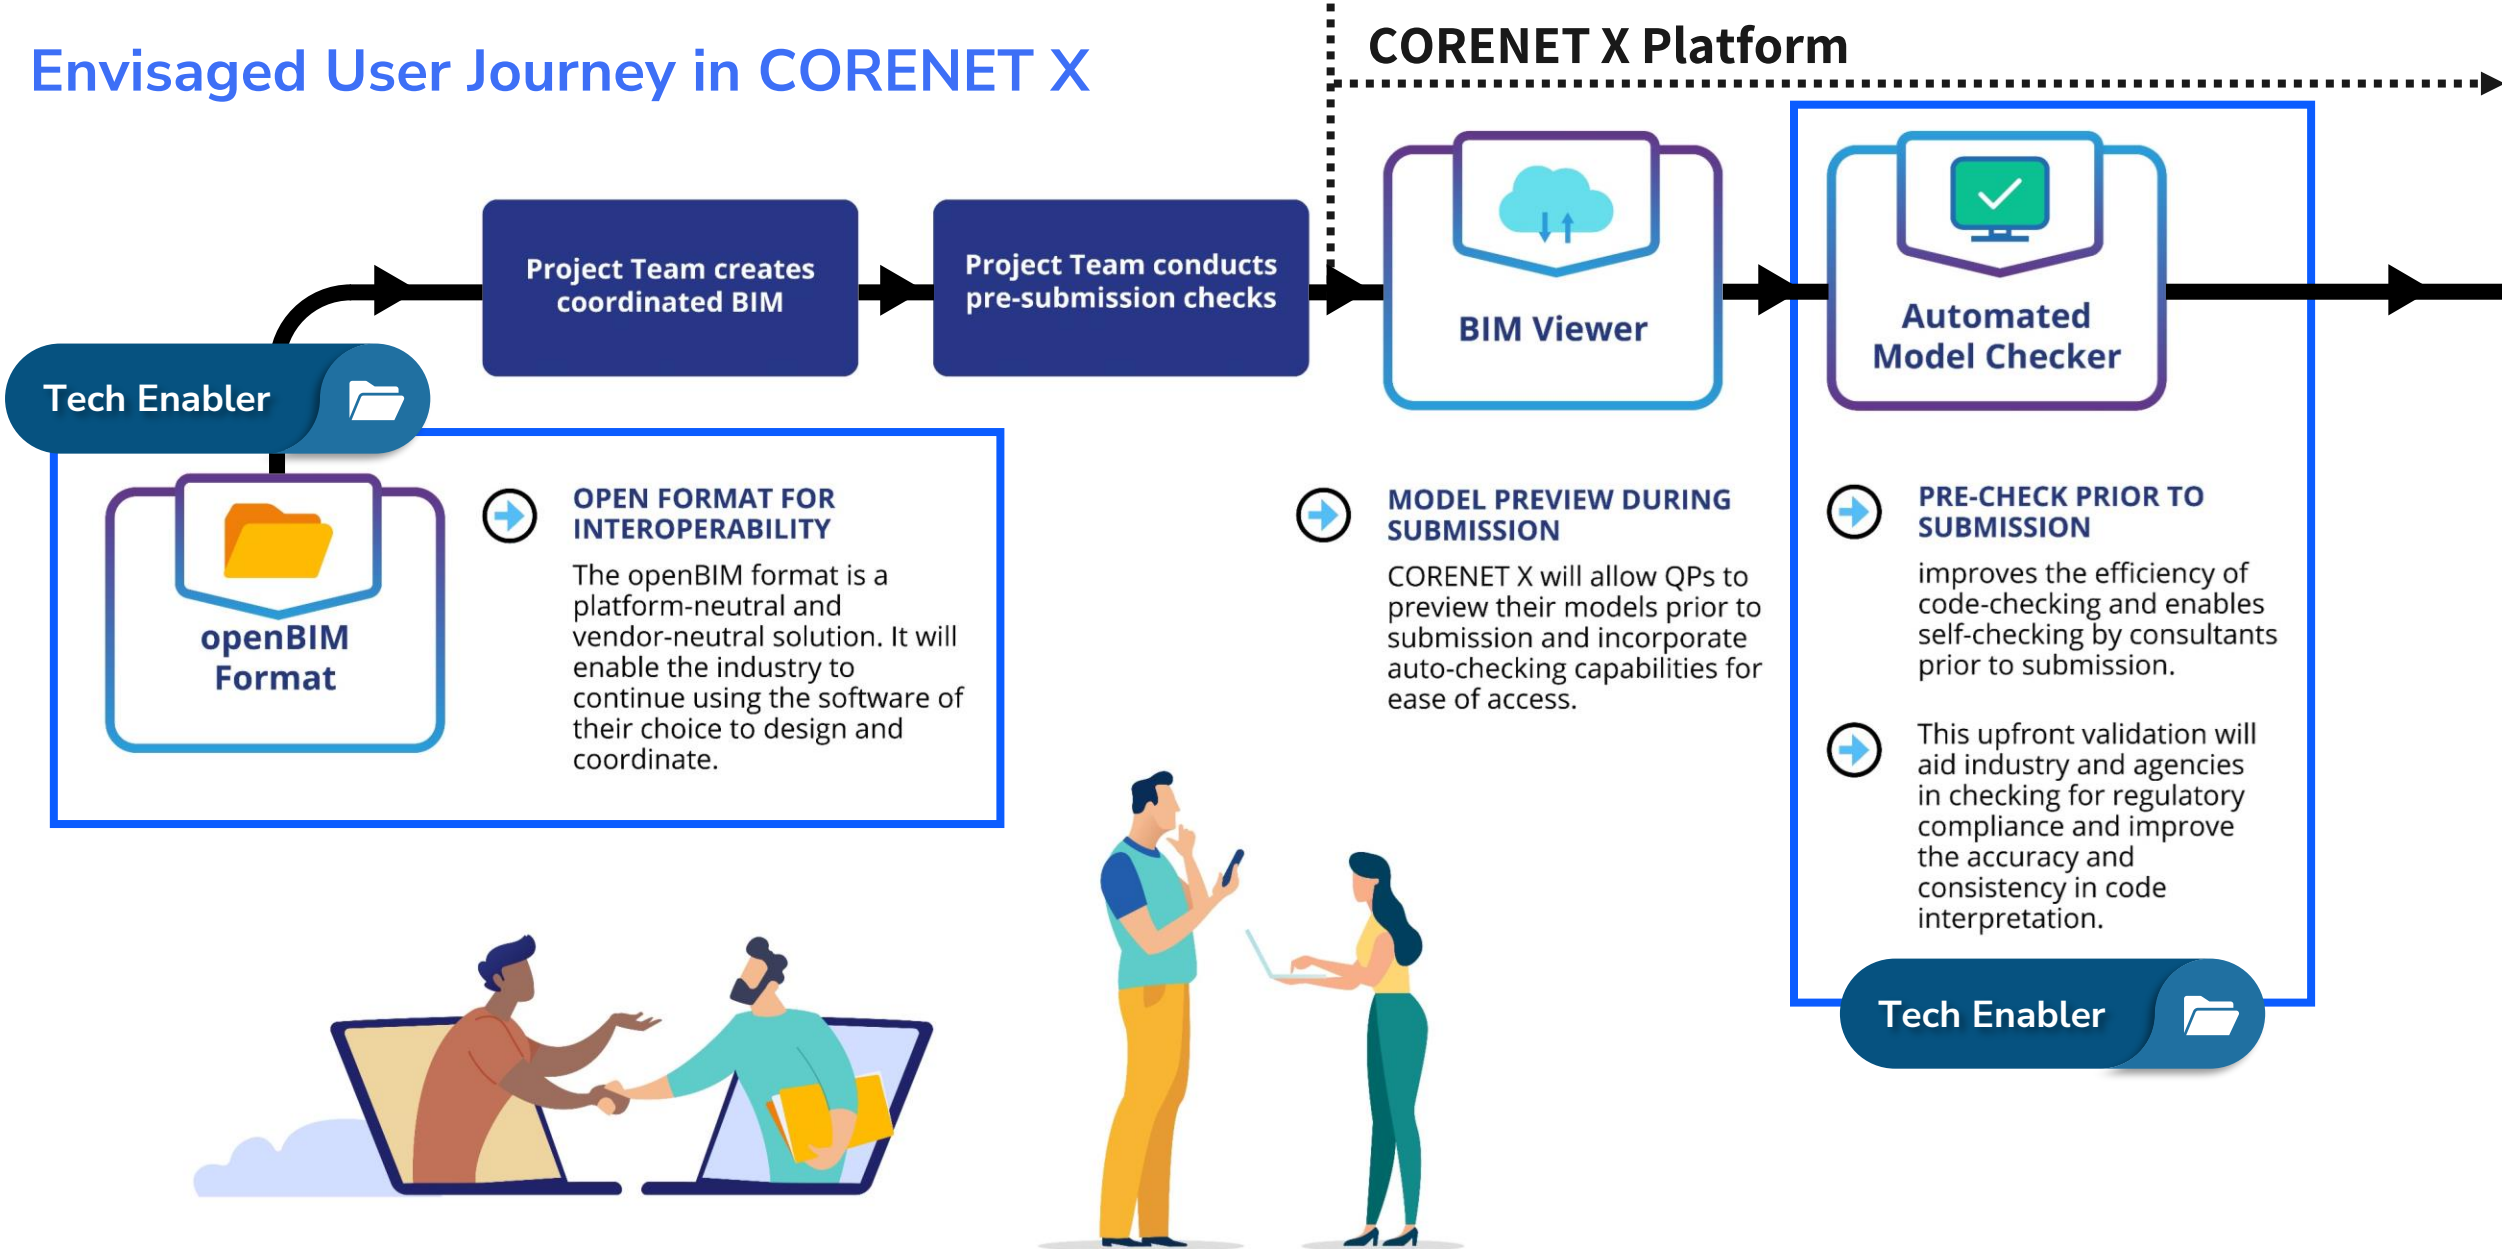 Envisaged User Journey in CORENET X
CORENET X Platform
Project Team creates
coordinated BIM
Project Team conducts
pre-submission checks
BIM Viewer
Automated
Model Checker
Tech Enabler
openBIM
Format
OPEN FORMAT FOR
INTEROPERABILITY
The openBIM format is a
platform-neutral and
vendor-neutral solution. It will
enable the industry to
continue using the software of
their choice to design and
coordinate.
MODEL PREVIEW DURING
SUBMISSION
CORENET X will allow QPs to
preview their models prior to
submission and incorporate
auto-checking capabilities for
ease of access.
PRE-CHECK PRIOR TO
SUBMISSION
improves the efficiency of
code-checking and enables
self-checking by consultants
prior to submission.
This upfront validation will
aid industry and agencies
in checking for regulatory
compliance and improve
the accuracy and
consistency in code
interpretation.
Tech Enabler